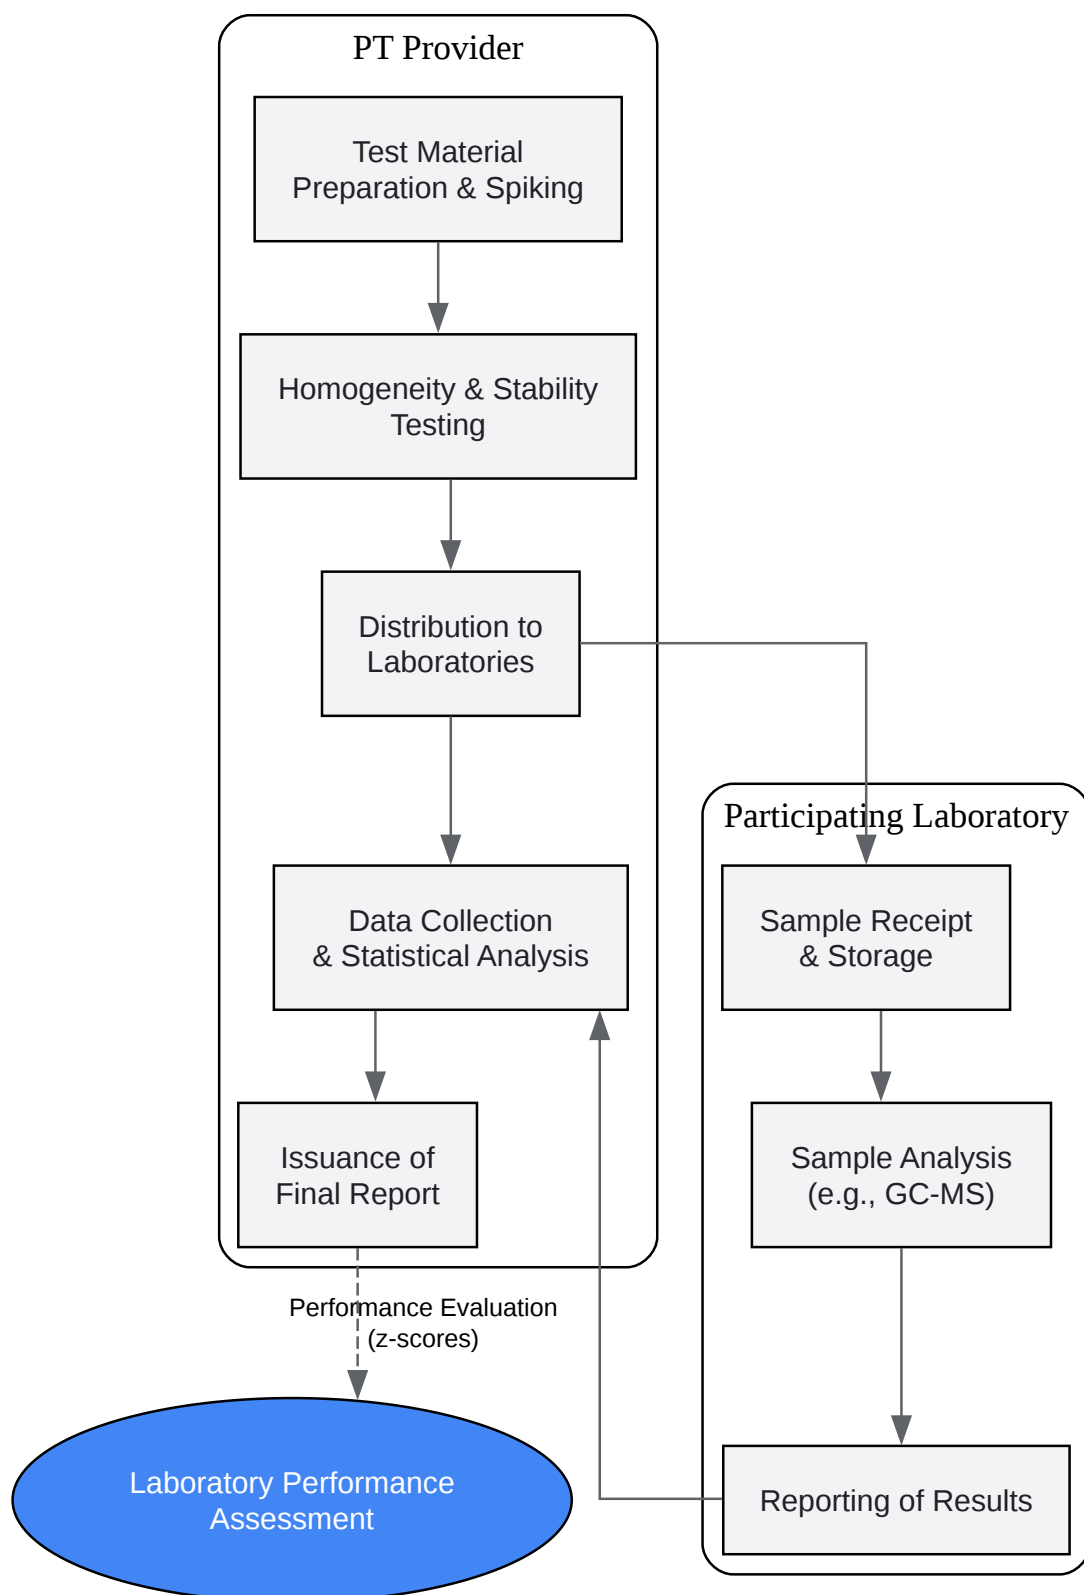 PT Provider
Test Material
Preparation & Spiking
Homogeneity & Stability
Testing
Distribution to
Laboratories
Data Collection
& Statistical Analysis
Issuance of
Final Report
Performance Evaluation
(z-scores)
Laboratory Performance
Assessment
Participating Laboratory
Sample Receipt
& Storage
Sample Analysis
(e.g., GC-MS)
Reporting of Results